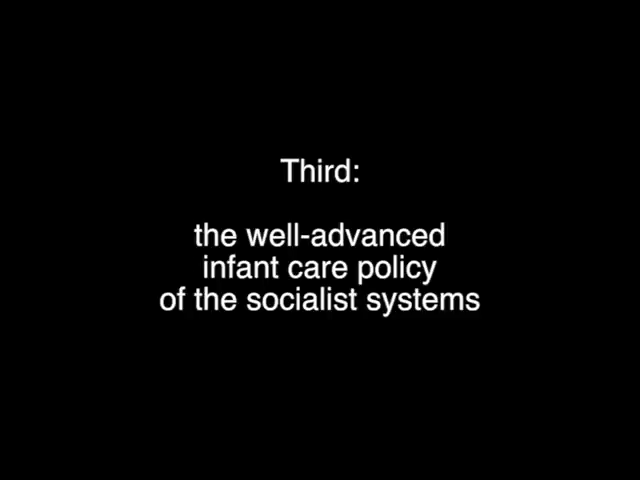 Third:
the well-advanced
infant care policy
of the socialist systems